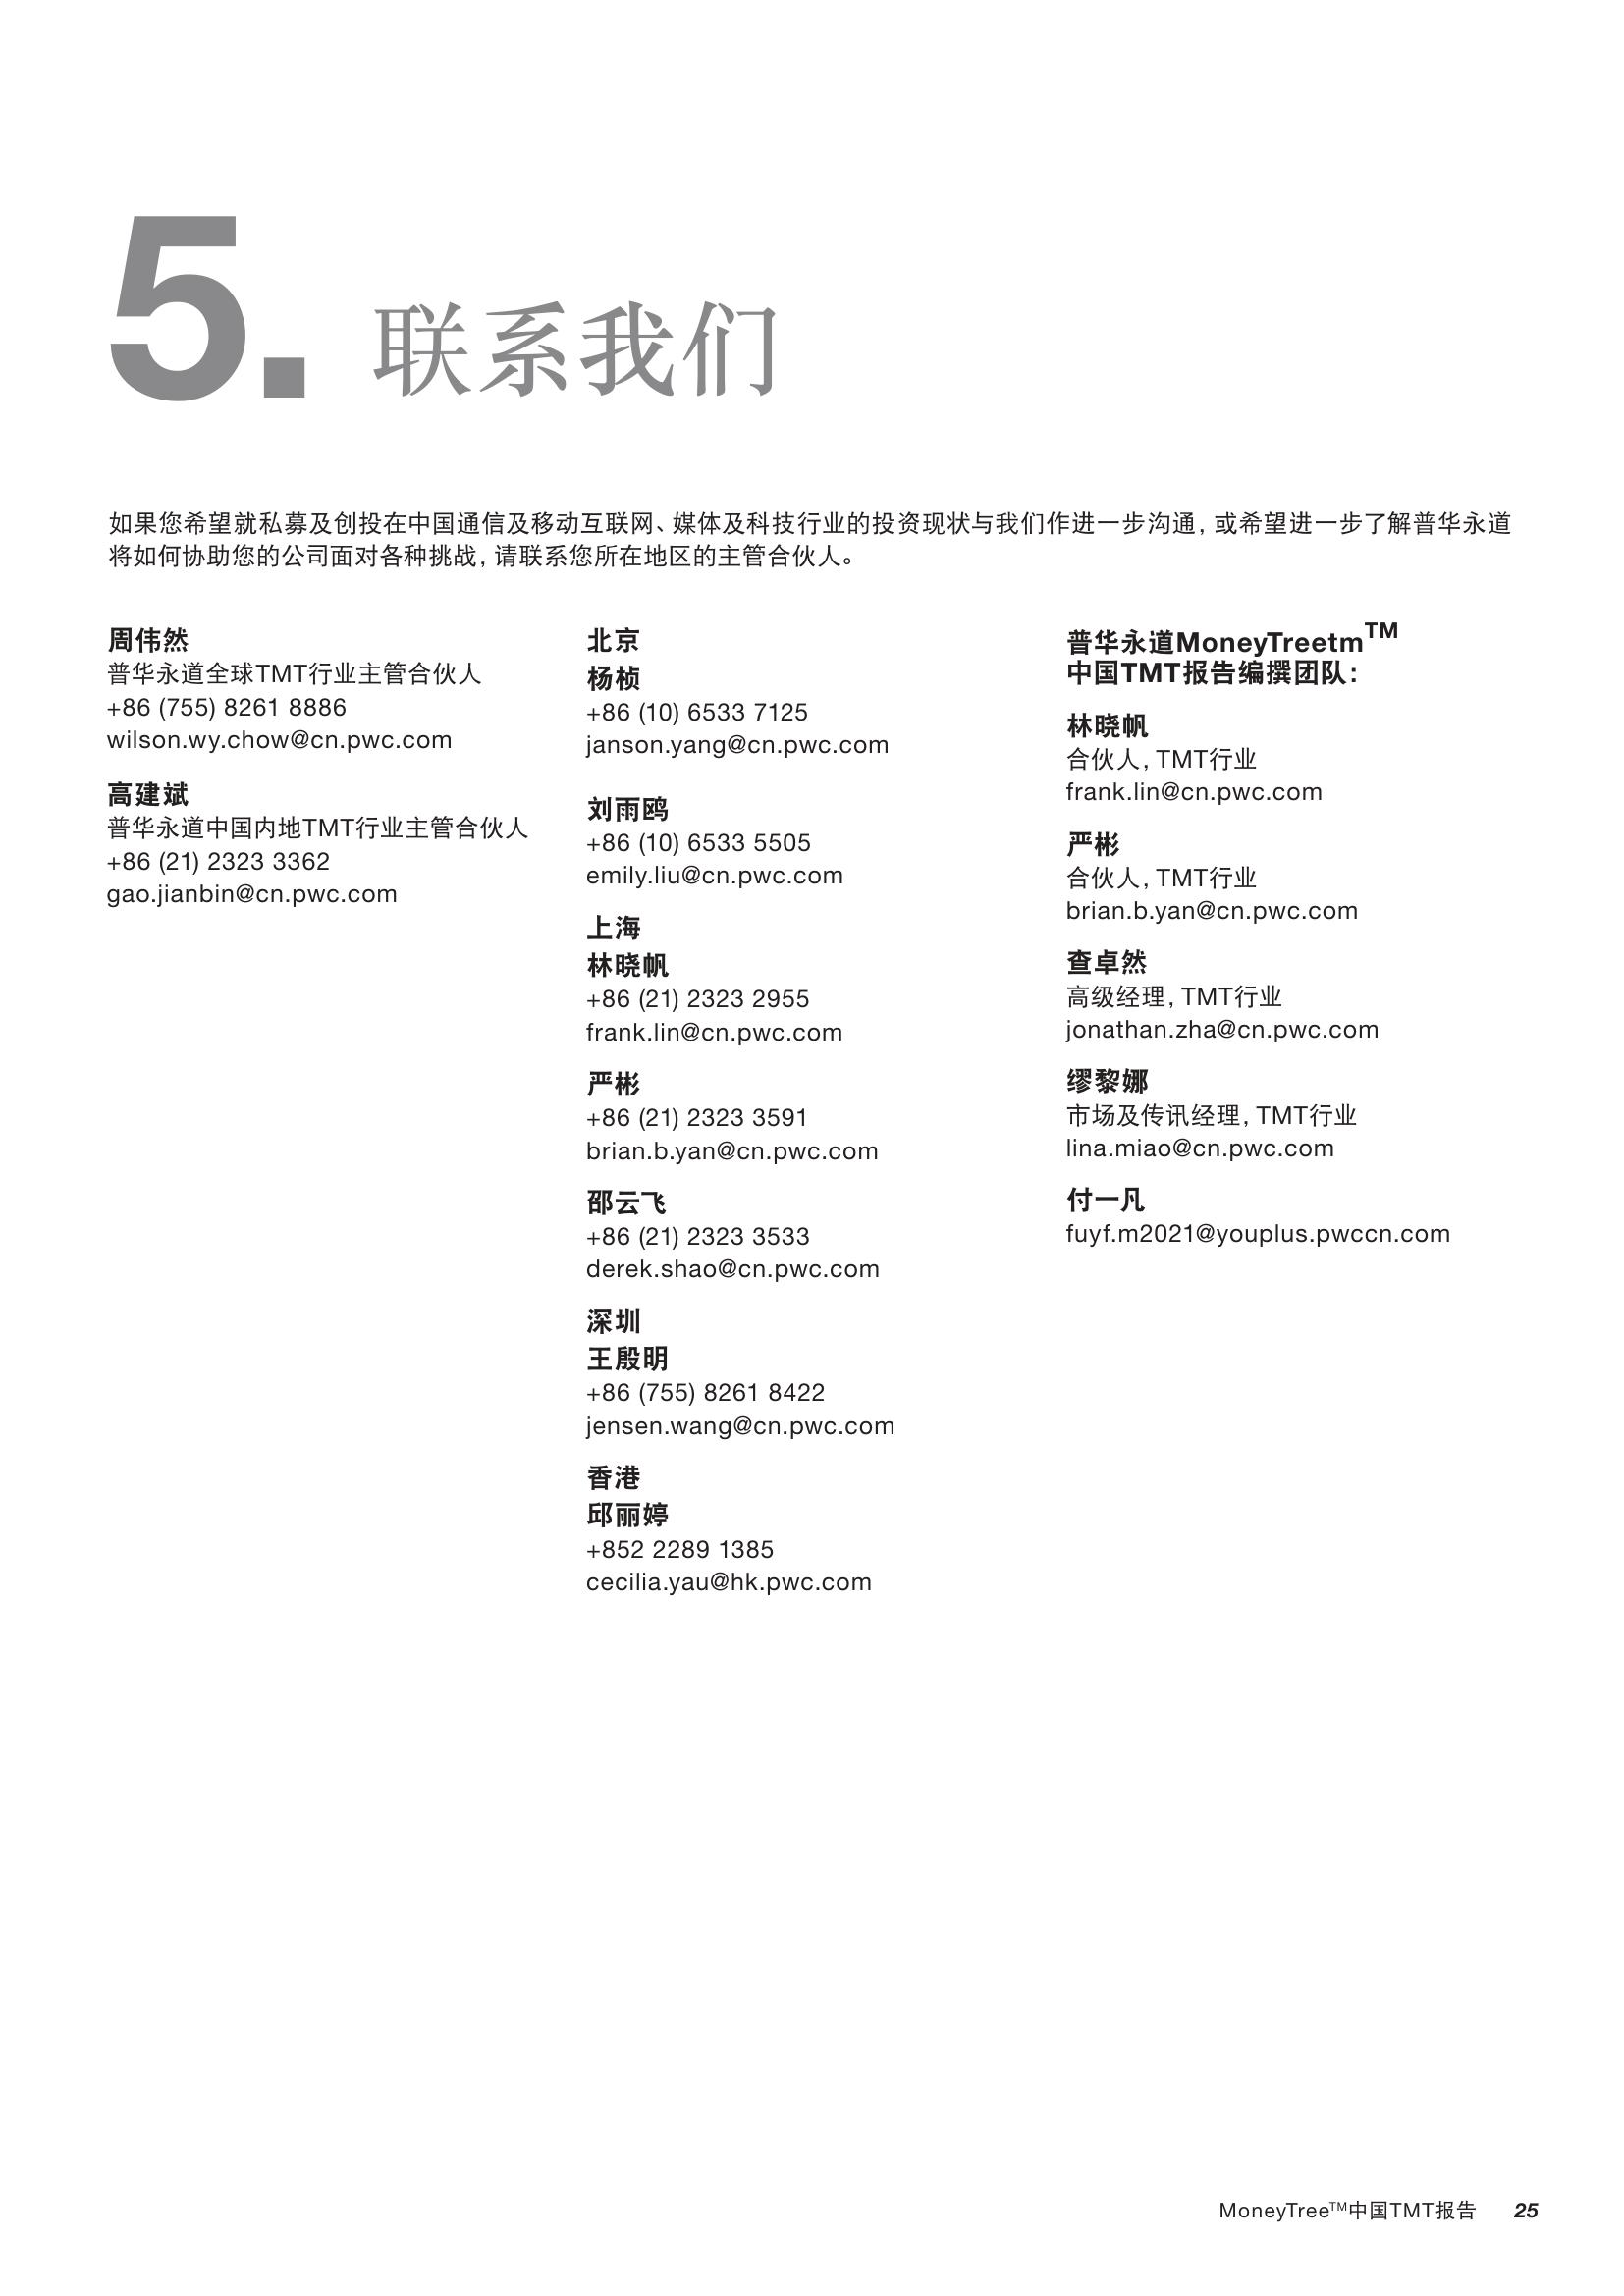 5. 联系我们
如果您希望就私募及创投在中国通信及移动互联网、媒体及科技行业的投资现状与我们作进一步沟通，或希望进一步了解普华永道
将如何协助您的公司面对各种挑战，请联系您所在地区的主管合伙人。
周伟然
普华永道全球TMT行业主管合伙人
+86 (755) 8261 8886
wilson.wy.chow@cn.pwc.com
高建斌
普华永道中国内地TMT行业主管合伙人
+86 (21) 2323 3362
gao.jianbin@cn.pwc.com
北京
杨桢
+86 (10) 6533 7125
janson.yang@cn.pwc.com
刘雨鸥
+86 (10) 6533 5505
emily.liu@cn.pwc.com
上海
林晓帆
+86 (21) 2323 2955
frank.lin@cn.pwc.com
严彬
+86 (21) 2323 3591
brian.b.yan@cn.pwc.com
邵云飞
+86 (21) 2323 3533
derek.shao@cn.pwc.com
深圳
王殷明
+86 (755) 8261 8422
jensen.wang@cn.pwc.com
香港
邱丽婷
+852 2289 1385
cecilia.yau@hk.pwc.com
普华永道MoneyTreetm™
中国TMT报告编撰团队：
林晓帆
合伙人，TMT行业
frank.lin@cn.pwc.com
严彬
合伙人，TMT行业
brian.b.yan@cn.pwc.com
查卓然
高级经理，TMT行业
jonathan.zha@cn.pwc.com
缪黎娜
市场及传讯经理，TMT行业
lina.miao@cn.pwc.com
付一凡
fuyf.m2021@youplus.pwccn.com
MoneyTree™中国TMT报告 25